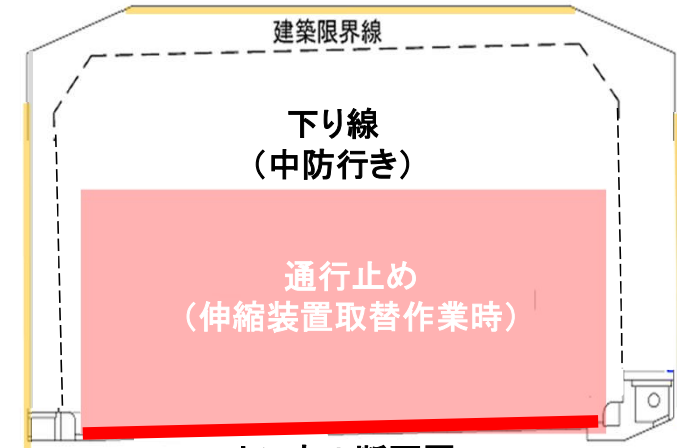 建築限界線
下り線
（中防行き）
通行止め
（伸縮装置取替作業時）